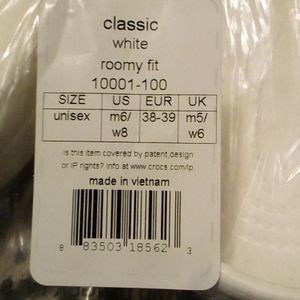 classic
white
roomy fit
10001-100
SIZE US EUR UK
unisex m6/ 38-39 m5/
w8 w6
is this item covered by patent,design
or IP rights? info at www.crocs.com/ip
made in vietnam
8 83503 18562 3